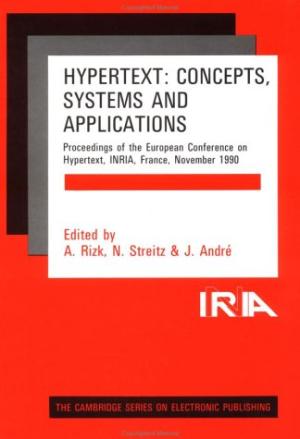 HYPERTEXT: CONCEPTS,
SYSTEMS AND
APPLICATIONS
Proceedings of the European Conference on
Hypertext, INRIA, France, November 1990
Edited by
A. Rizk, N. Streitz & J. André
INRIA
THE CAMBRIDGE SERIES ON ELECTRONIC PUBLISHING